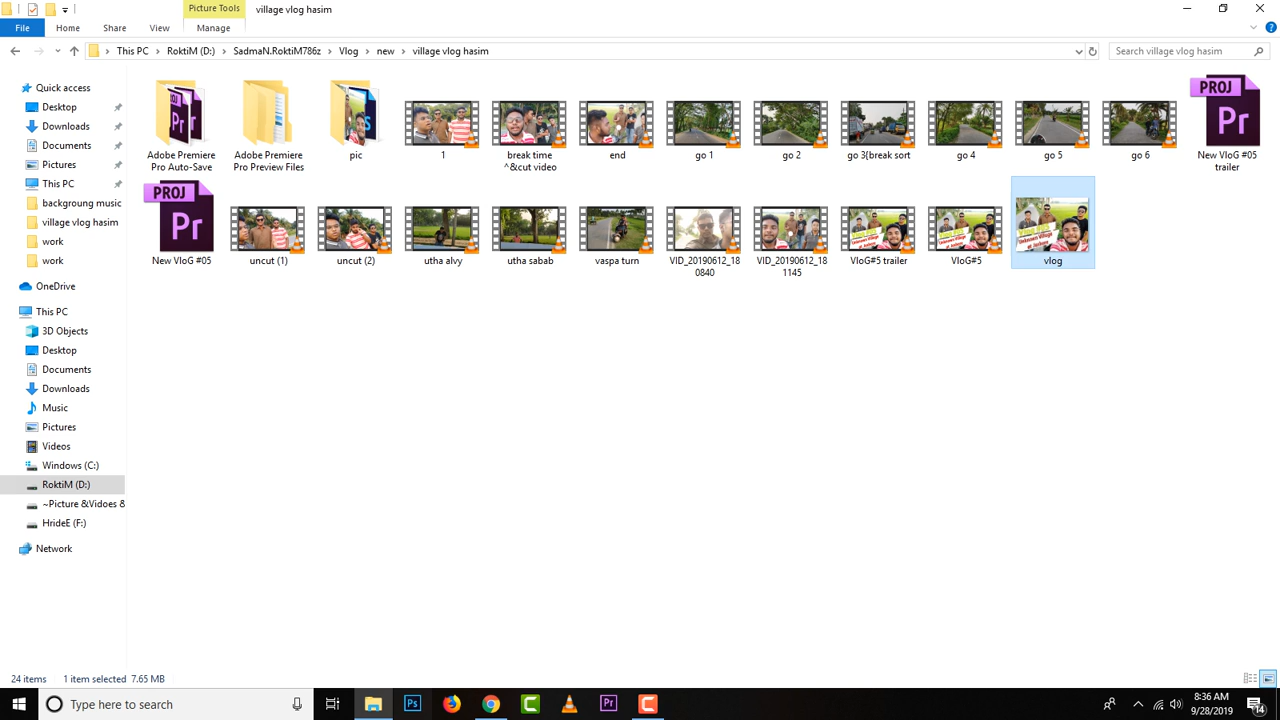 Picture Tools
village vlog hasim
File
Home
Share
View
Manage
This PC
RoktiM (D:)
SadmaN.RoktiM786z
Vlog
new
village vlog hasim
Search village vlog hasim
Quick access
Desktop
Downloads
Documents
Pictures
This PC
backgroung music
village vlog hasim
work
work
OneDrive
This PC
3D Objects
Desktop
Documents
Downloads
Music
Pictures
Videos
Windows (C:)
RoktiM (D:)
~Picture &Vidoes &
HrideE (F:)
Network
Adobe Premiere
Pro Auto-Save
Adobe Premiere
Pro Preview Files
pic
1
break time
^&cut video
end
go 1
go 2
go 3(break sort
go 4
go 5
go 6
PROJ
Pr
New VloG #05
trailer
PROJ
Pr
New VloG #05
uncut (1)
uncut (2)
utha alvy
utha sabab
vaspa turn
VID_20190612_18
0840
VID_20190612_18
1145
VloG#5 trailer
VloG#5
vlog
24 items
1 item selected 7.65 MB
Type here to search
Ps
Pr
8:36 AM
9/28/2019
14